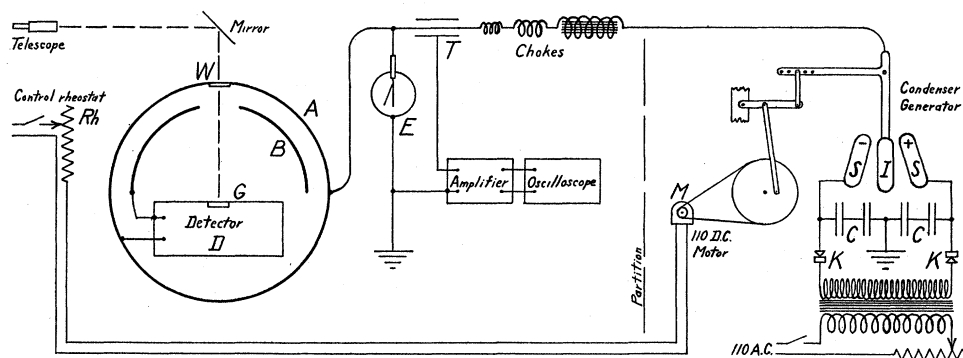 Telescope
Mirror
W
A
B
Control rheostat
Rh
G
Detector
D
T
E
Chokes
Amplifier
Oscilloscope
Partition
M
110 D.C.
Motor
Condenser
Generator
-
+
S
I
S
C
C
K
K
110 A.C.